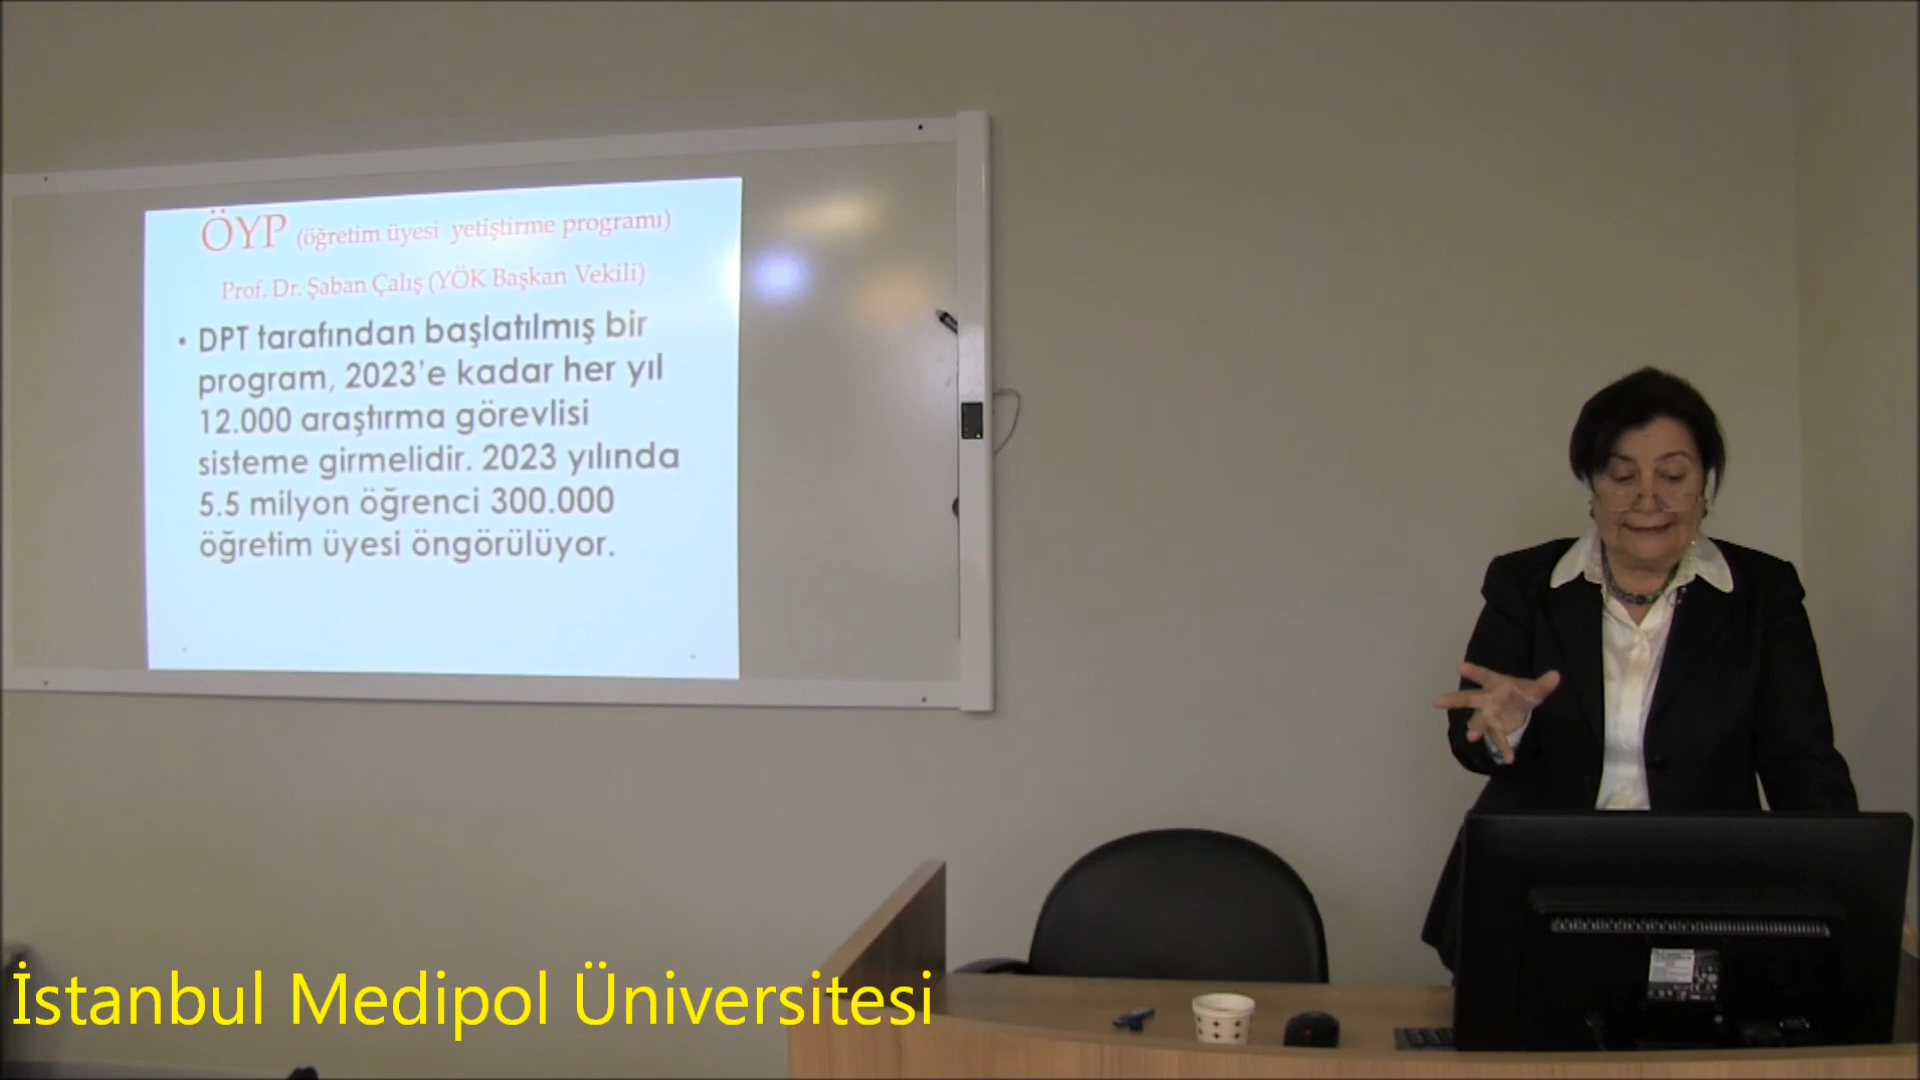 ÖYP (öğretim üyesi yetiştirme programı)
Prof. Dr. Şaban Çalış (YÖK Başkan Vekili)
• DPT tarafından başlatılmış bir
program, 2023'e kadar her yıl
12.000 araştırma görevlisi
sisteme girmelidir. 2023 yılında
5.5 milyon öğrenci 300.000
öğretim üyesi öngörülüyor.
İstanbul Medipol Üniversitesi